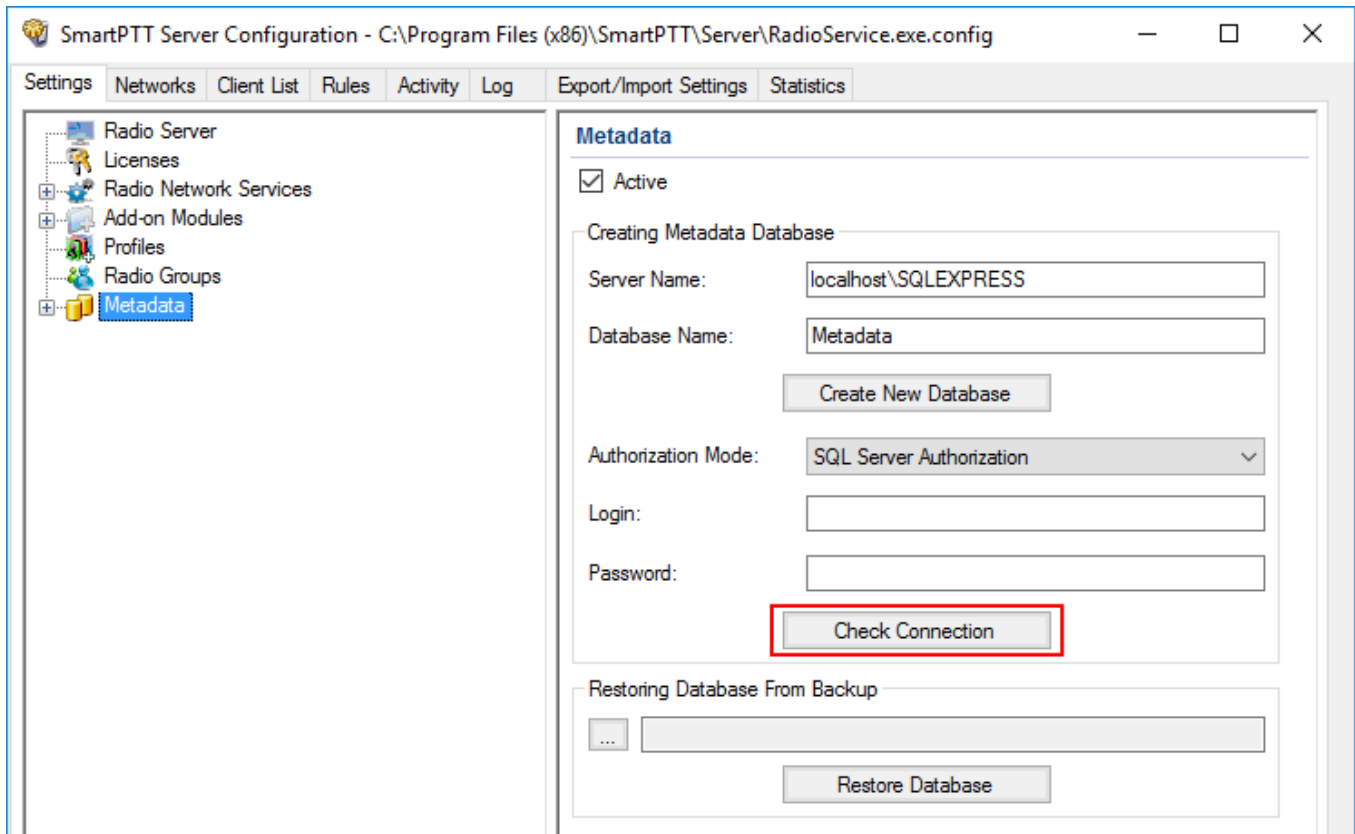 SmartPTT Server Configuration - C:\Program Files (x86)\SmartPTT\Server\RadioService.exe.config
Settings Networks Client List Rules Activity Log Export/Import Settings Statistics
Radio Server
Licenses
Radio Network Services
Add-on Modules
Profiles
Radio Groups
Metadata
Metadata
Active
Creating Metadata Database
Server Name: localhost\SQLEXPRESS
Database Name: Metadata
Create New Database
Authorization Mode: SQL Server Authorization
Login:
Password:
Check Connection
Restoring Database From Backup
...
Restore Database